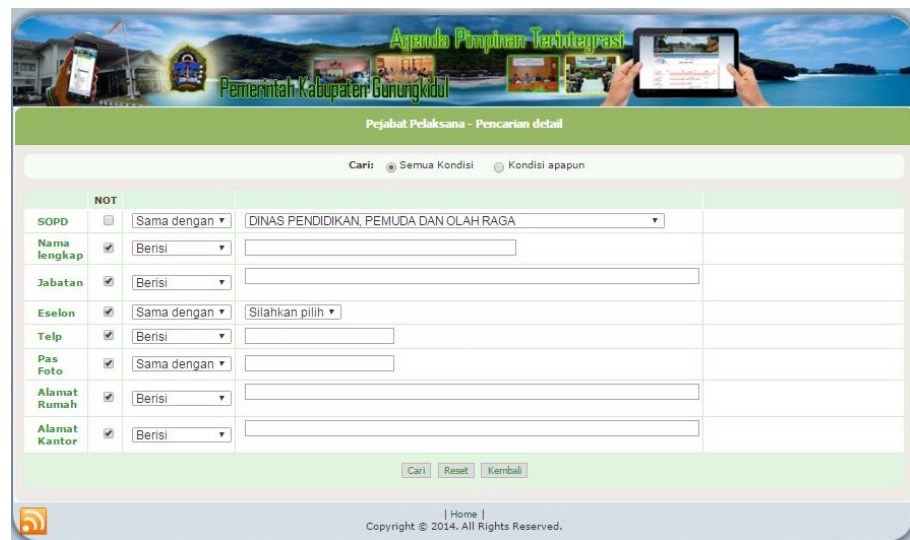 Agenda Pimpinan Terintegrasi
Pemerintah Kabupaten Gunungkidul
Pejabat Pelaksana - Pencarian detail
Cari: Semua Kondisi Kondisi apapun
NOT
SOPD Sama dengan DINAS PENDIDIKAN, PEMUDA DAN OLAH RAGA
Nama
lengkap Berisi
Jabatan Berisi
Eselon Sama dengan Silahkan pilih
Telp Berisi
Pas
Foto Sama dengan
Alamat
Rumah Berisi
Alamat
Kantor Berisi
Cari Reset Kembali
| Home |
Copyright © 2014. All Rights Reserved.